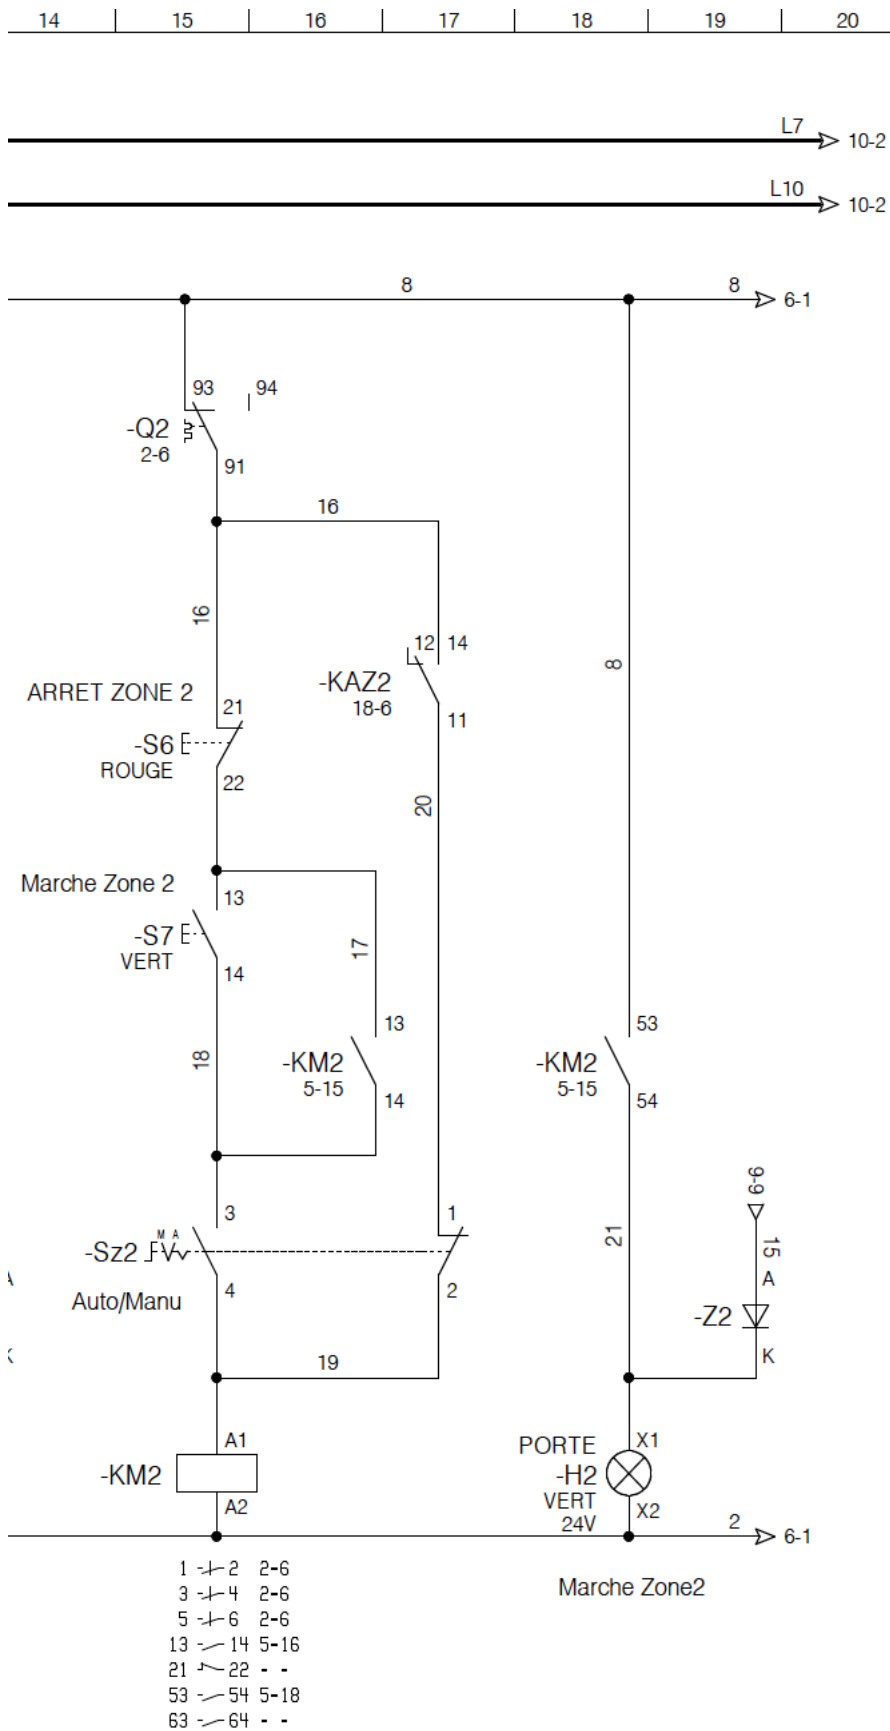 14 15 16 17 18 19 20
L7
10-2
L10
10-2
8 8
6-1
93 94
-Q2
2-6
91
16
16
12 14
-KAZ2
18-6
11
8
ARRET ZONE 2
21
-S6
ROUGE
22
20
Marche Zone 2
13
-S7
VERT
14
17
18
13
-KM2
5-15
14
53
-KM2
5-15
54
9-9
3 1
M A
-Sz2
4 2
Auto/Manu
21
15
A
-Z2
K
A
K
19
A1
-KM2
A2
PORTE X1
-H2
VERT
24V
X2
2
6-1
1 2 2-6
3 4 2-6
5 6 2-6
13 14 5-16
21 22 - -
53 54 5-18
63 64 - -
Marche Zone2